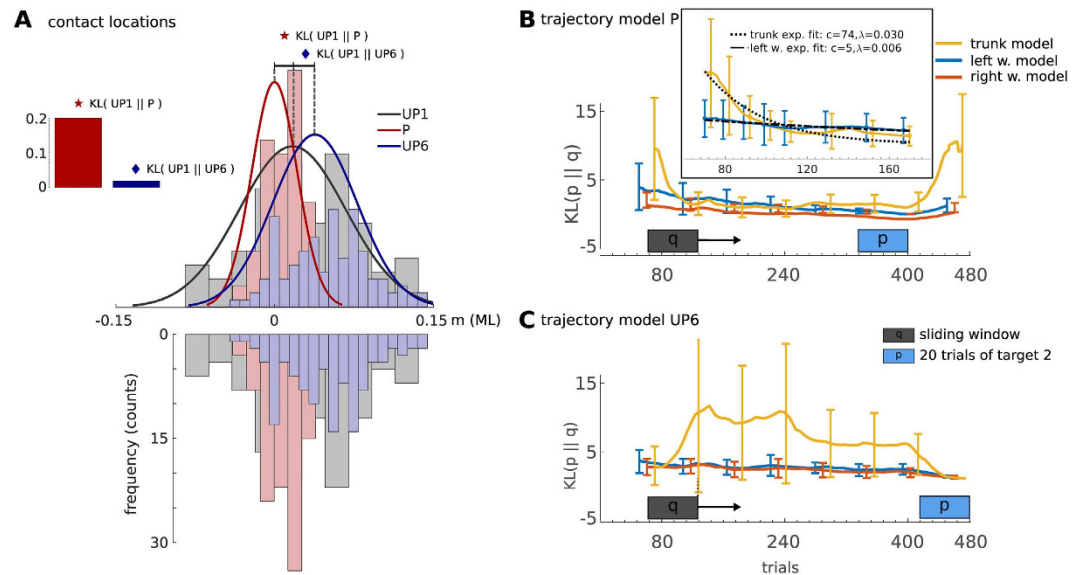 A contact locations
★ KL( UP1 || P )
♦ KL( UP1 || UP6 )
★ KL( UP1 || P )
0.2
0.1
0
♦ KL( UP1 || UP6 )
UP1
P
UP6
-0.15 0 0.15 m (ML)
0
15
30
frequency (counts)
B trajectory model P
trunk exp. fit: c=74,λ=0.030
left w. exp. fit: c=5,λ=0.006
80 120 160
trunk model
left w. model
right w. model
15
5
-5
KL(p || q)
q
p
80 240 400 480
C trajectory model UP6
q sliding window
p 20 trials of target 2
15
5
-5
KL(p || q)
q
p
80 240 400 480
trials